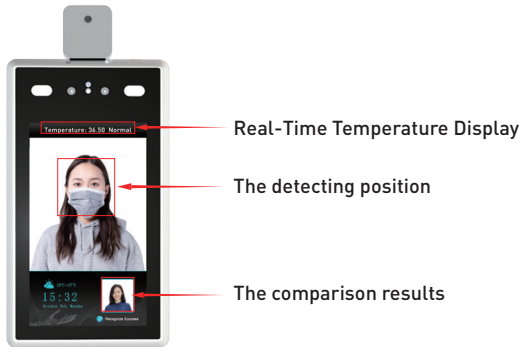 Temperature: 36.50 Normal
Real-Time Temperature Display
The detecting position
The comparison results
15:32
Recognize Success